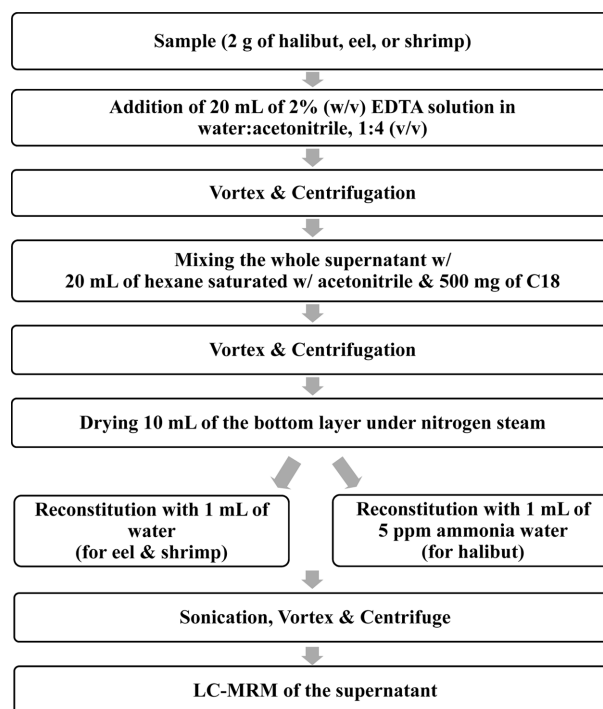 Sample (2 g of halibut, eel, or shrimp)
Addition of 20 mL of 2% (w/v) EDTA solution in
water:acetonitrile, 1:4 (v/v)
Vortex & Centrifugation
Mixing the whole supernatant w/
20 mL of hexane saturated w/ acetonitrile & 500 mg of C18
Vortex & Centrifugation
Drying 10 mL of the bottom layer under nitrogen steam
Reconstitution with 1 mL of
water
(for eel & shrimp)
Reconstitution with 1 mL of
5 ppm ammonia water
(for halibut)
Sonication, Vortex & Centrifuge
LC-MRM of the supernatant